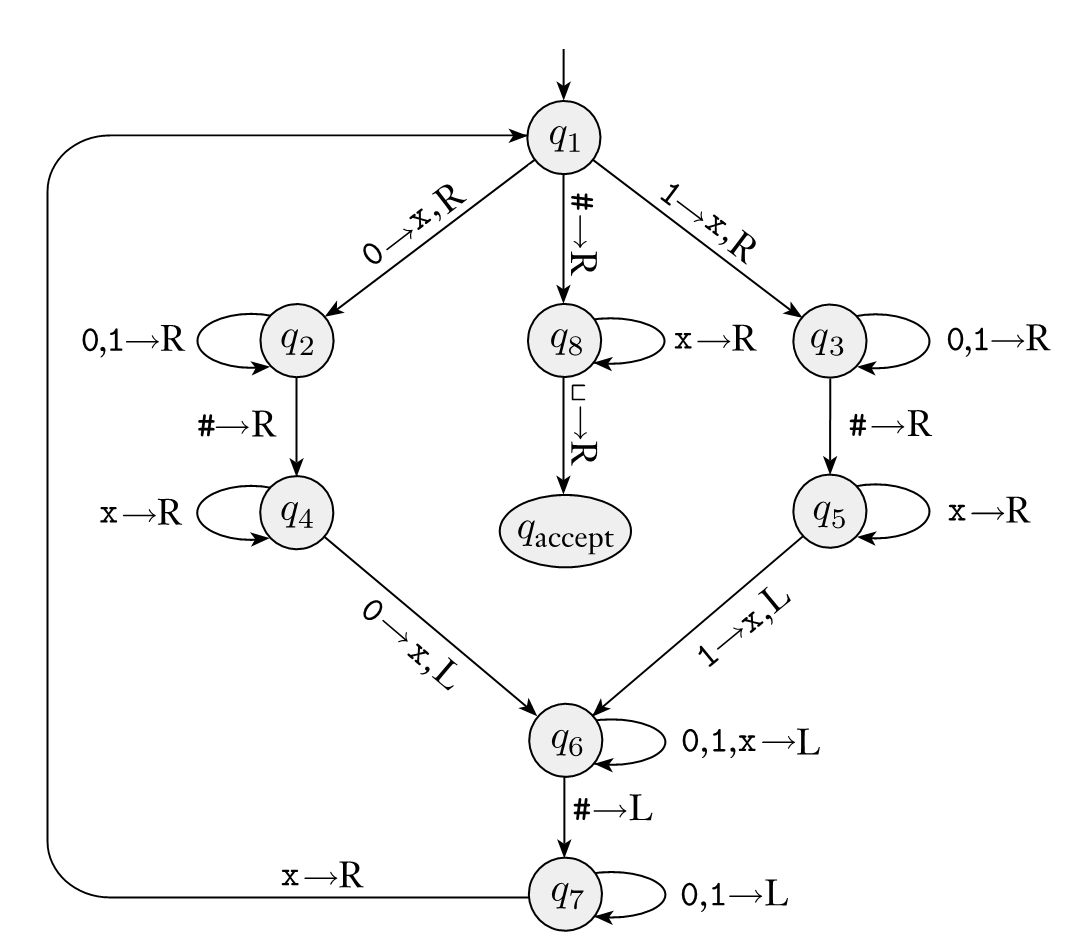 q1
0→x,R
#→R
1→x,R
0,1→R
q2
q8
x→R
q3
0,1→R
#→R
⊔→R
#→R
x→R
q4
qaccept
q5
x→R
0→x,L
1→x,L
q6
0,1,x→L
#→L
x→R
q7
0,1→L